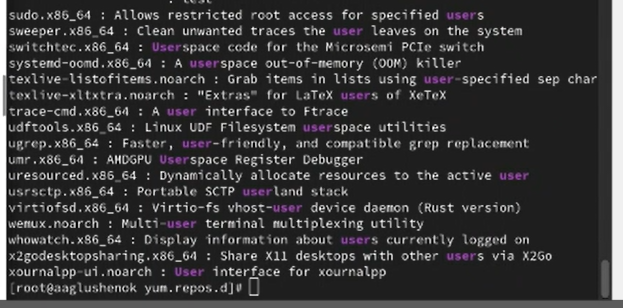 sudo.x86_64 : Allows restricted root access for specified users
sweeper.x86_64 : Clean unwanted traces the user leaves on the system
switchtec.x86_64 : Userspace code for the Microsemi PCIe switch
systemd-oomd.x86_64 : A userspace out-of-memory (OOM) killer
texlive-listofitems.noarch : Grab items in lists using user-specified sep char
texlive-xltxtra.noarch : "Extras" for LaTeX users of XeTeX
trace-cmd.x86_64 : A user interface to Ftrace
udftools.x86_64 : Linux UDF Filesystem userspace utilities
ugrep.x86_64 : Faster, user-friendly, and compatible grep replacement
umr.x86_64 : AMDGPU Userspace Register Debugger
uresourced.x86_64 : Dynamically allocate resources to the active user
usrsctp.x86_64 : Portable SCTP userland stack
virtiofsd.x86_64 : Virtio-fs vhost-user device daemon (Rust version)
wemux.noarch : Multi-user terminal multiplexing utility
whowatch.x86_64 : Display information about users currently logged on
x2godesktopsharing.x86_64 : Share X11 desktops with other users via X2Go
xournalpp-ui.noarch : User interface for xournalpp
[root@aaglushenok yum.repos.d]#